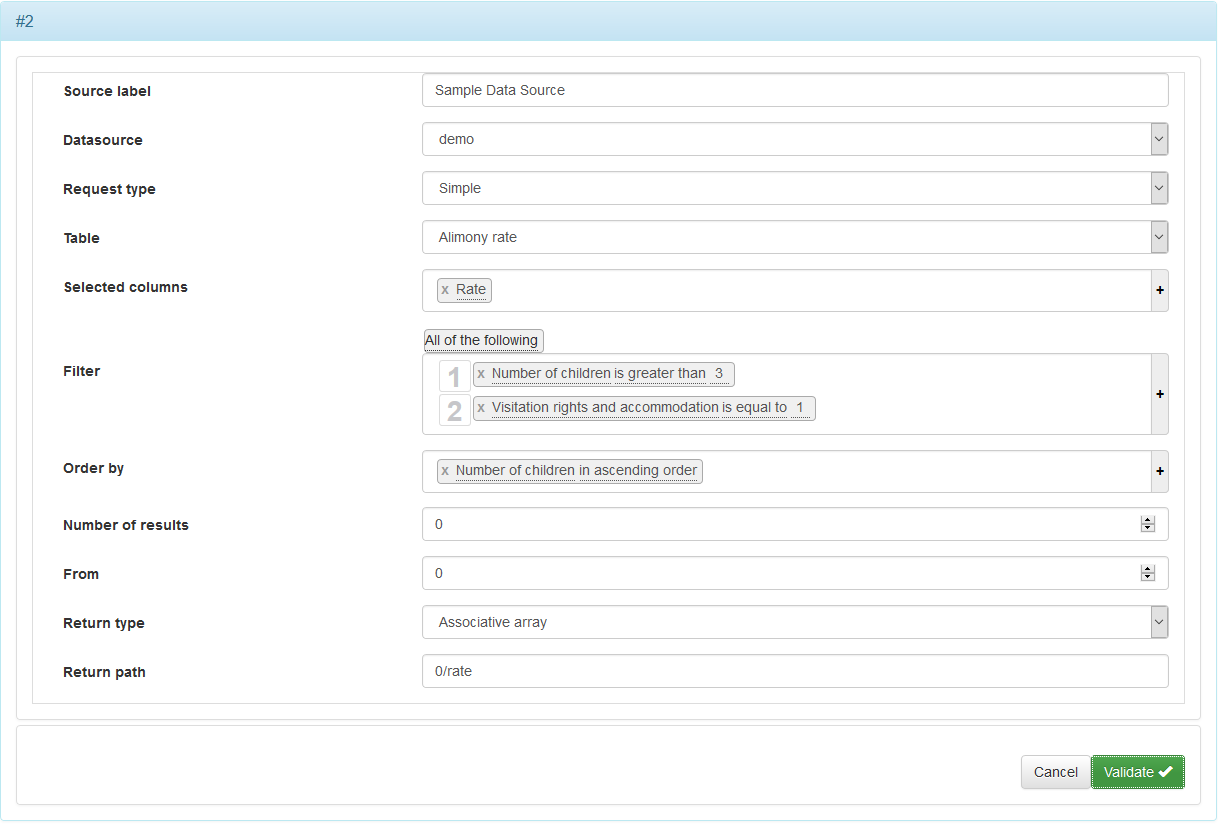 #2
Source label Sample Data Source
Datasource demo
Request type Simple
Table Alimony rate
Selected columns x Rate +
All of the following
Filter
1 x Number of children is greater than 3
+
2 x Visitation rights and accommodation is equal to 1
Order by x Number of children in ascending order +
Number of results 0
From 0
Return type Associative array
Return path 0/rate
Cancel Validate ✔